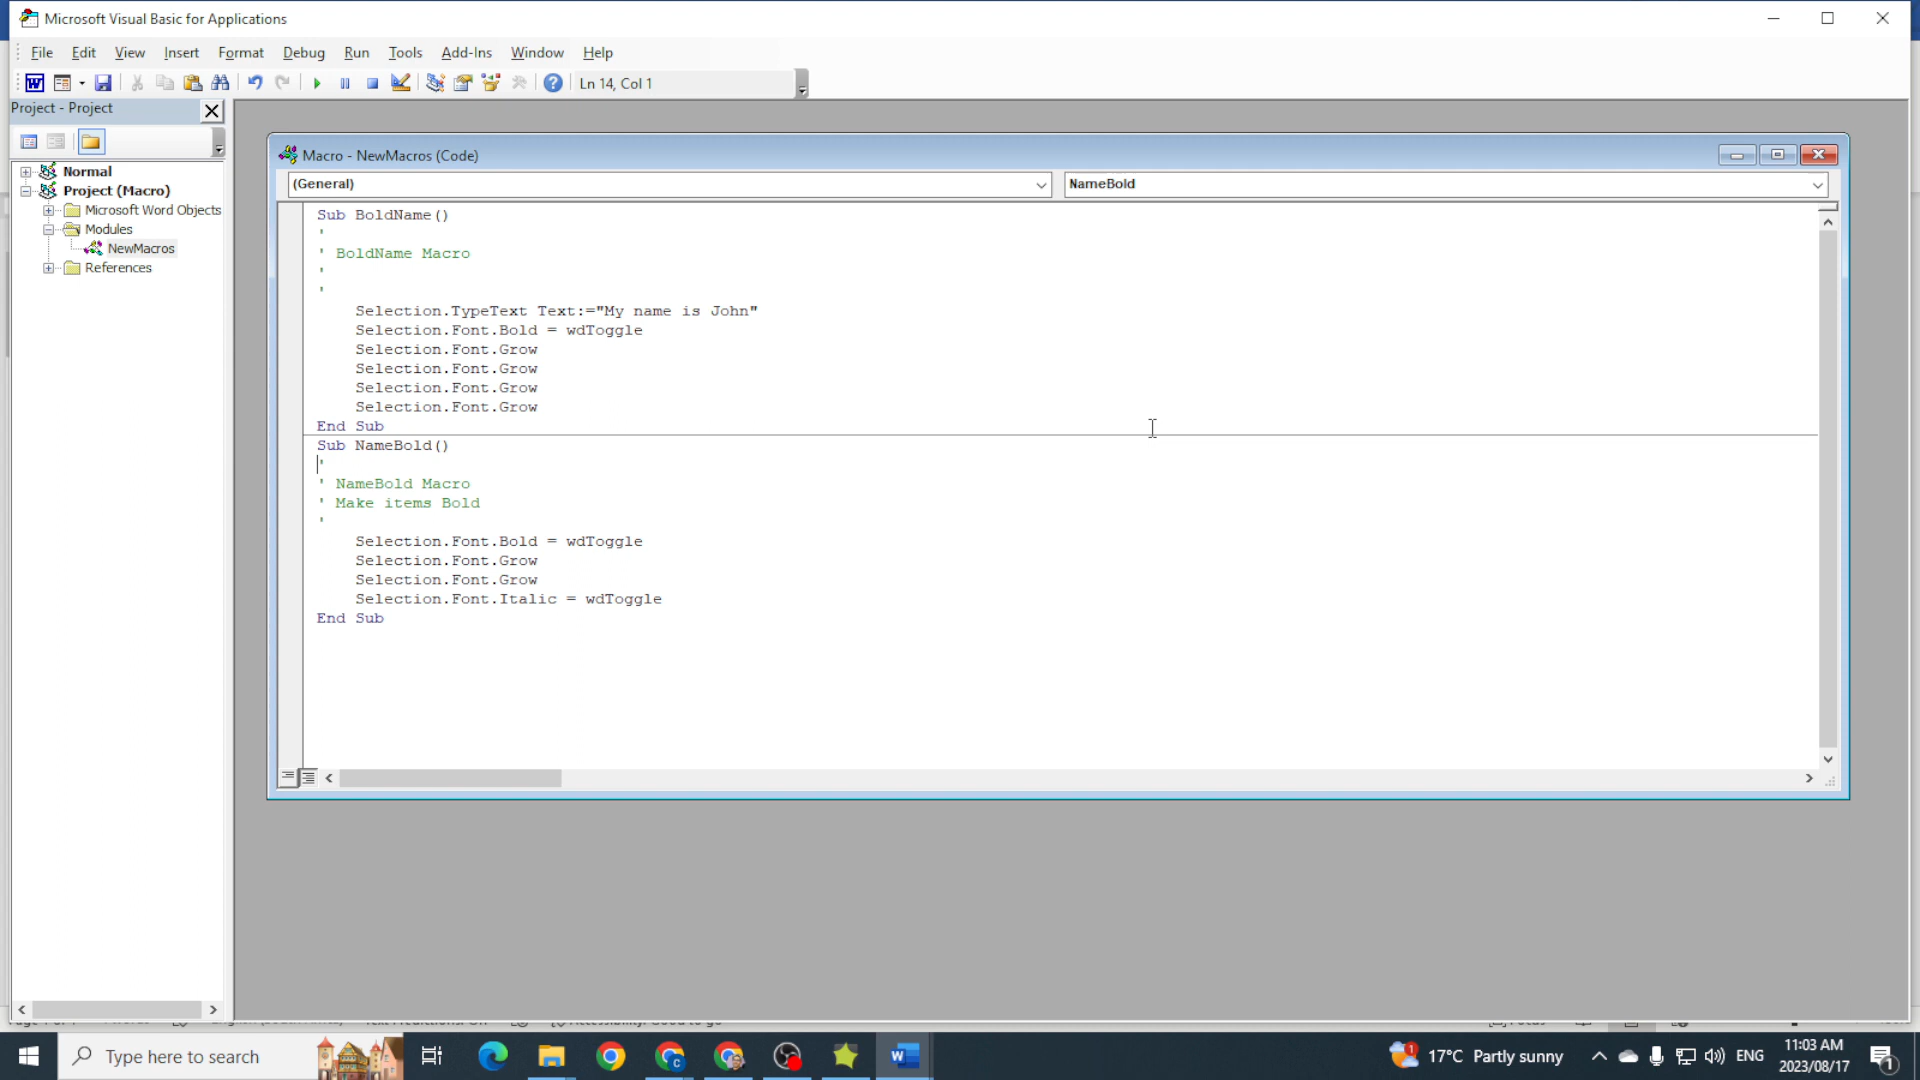 Microsoft Visual Basic for Applications
File Edit View Insert Format Debug Run Tools Add-Ins Window Help
Ln 14, Col 1
Project - Project
Normal
Project (Macro)
Microsoft Word Objects
Modules
NewMacros
References
Macro - NewMacros (Code)
(General)
NameBold
Sub BoldName()
'
' BoldName Macro
'
'
Selection.TypeText Text:="My name is John"
Selection.Font.Bold = wdToggle
Selection.Font.Grow
Selection.Font.Grow
Selection.Font.Grow
Selection.Font.Grow
End Sub
Sub NameBold()
'
' NameBold Macro
' Make items Bold
'
Selection.Font.Bold = wdToggle
Selection.Font.Grow
Selection.Font.Grow
Selection.Font.Italic = wdToggle
End Sub
Type here to search
17°C Partly sunny
ENG
11:03 AM
2023/08/17